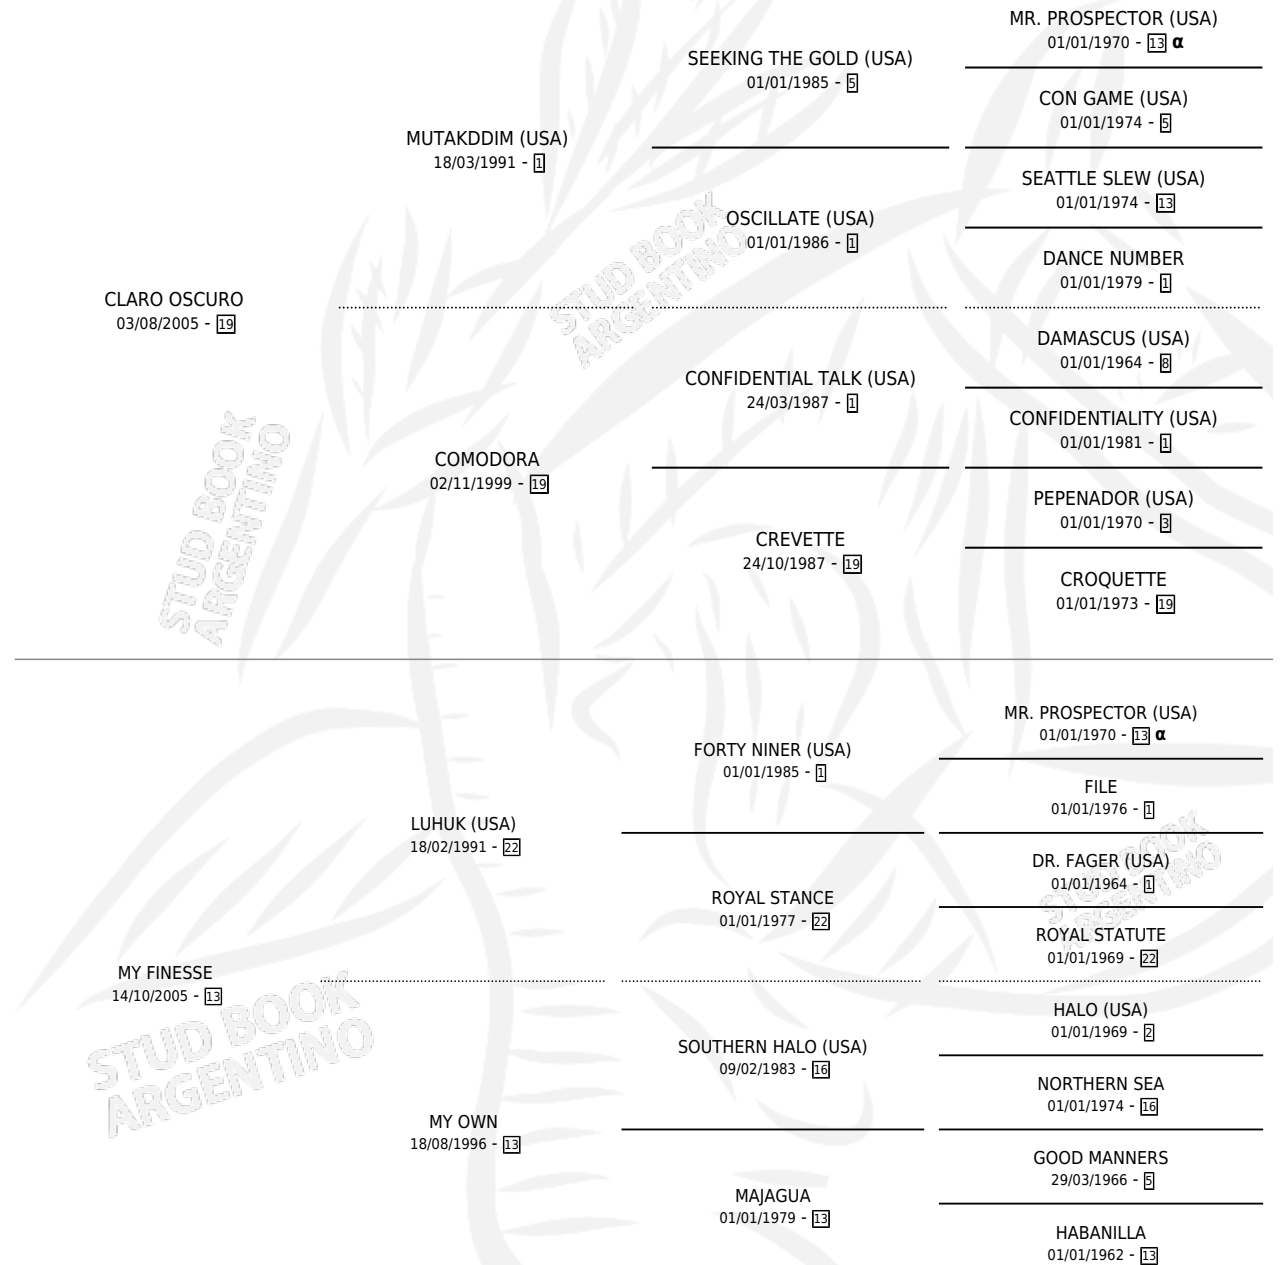 MR. PROSPECTOR (USA)
01/01/1970 - 13 α
SEEKING THE GOLD (USA)
01/01/1985 - 5
CON GAME (USA)
01/01/1974 - 5
MUTAKDDIM (USA)
18/03/1991 - 1
SEATTLE SLEW (USA)
01/01/1974 - 13
OSCILLATE (USA)
01/01/1986 - 1
DANCE NUMBER
01/01/1979 - 1
CLARO OSCURO
03/08/2005 - 19
DAMASCUS (USA)
01/01/1964 - 8
CONFIDENTIAL TALK (USA)
24/03/1987 - 1
CONFIDENTIALITY (USA)
01/01/1981 - 1
COMODORA
02/11/1999 - 19
PEPENADOR (USA)
01/01/1970 - 3
CREVETTE
24/10/1987 - 19
CROQUETTE
01/01/1973 - 19
MR. PROSPECTOR (USA)
01/01/1970 - 13 α
FORTY NINER (USA)
01/01/1985 - 1
FILE
01/01/1976 - 1
LUHUK (USA)
18/02/1991 - 22
DR. FAGER (USA)
01/01/1964 - 1
ROYAL STANCE
01/01/1977 - 22
ROYAL STATUTE
01/01/1969 - 22
MY FINESSE
14/10/2005 - 13
HALO (USA)
01/01/1969 - 2
SOUTHERN HALO (USA)
09/02/1983 - 16
NORTHERN SEA
01/01/1974 - 16
MY OWN
18/08/1996 - 13
GOOD MANNERS
29/03/1966 - 5
MAJAGUA
01/01/1979 - 13
HABANILLA
01/01/1962 - 13
STUD BOOK
ARGENTINO
STUD BOOK
ARGENTINO
STUD BOOK
ARGENTINO
STUD BOOK
ARGENTINO